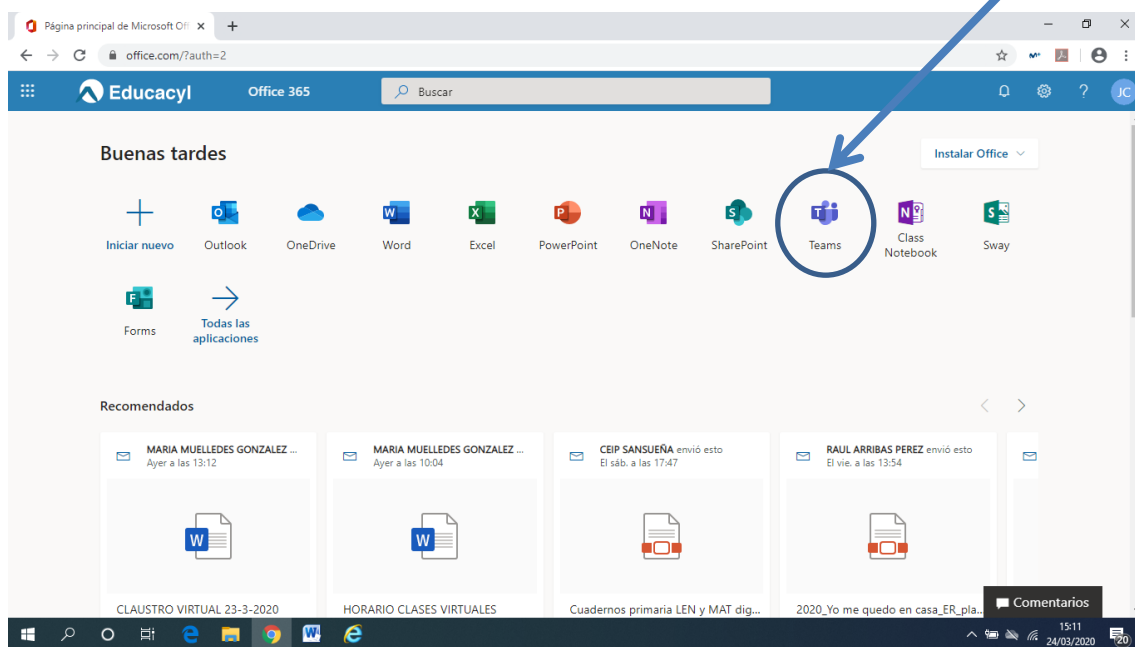 Página principal de Microsoft Off
office.com/?auth=2
Educacyl
Office 365
Buscar
JC
Buenas tardes
Instalar Office
Iniciar nuevo
Outlook
OneDrive
Word
Excel
PowerPoint
OneNote
SharePoint
Teams
Class
Notebook
Sway
Forms
Todas las
aplicaciones
Recomendados
MARIA MUELLEDES GONZALEZ ...
Ayer a las 13:12
MARIA MUELLEDES GONZALEZ ...
Ayer a las 10:04
CEIP SANSUEÑA envió esto
El sáb. a las 17:47
RAUL ARRIBAS PEREZ envió esto
El vie. a las 13:54
CLAUSTRO VIRTUAL 23-3-2020
HORARIO CLASES VIRTUALES
Cuadernos primaria LEN y MAT dig...
2020_Yo me quedo en casa_ER_pla...
Comentarios
15:11
24/03/2020
20